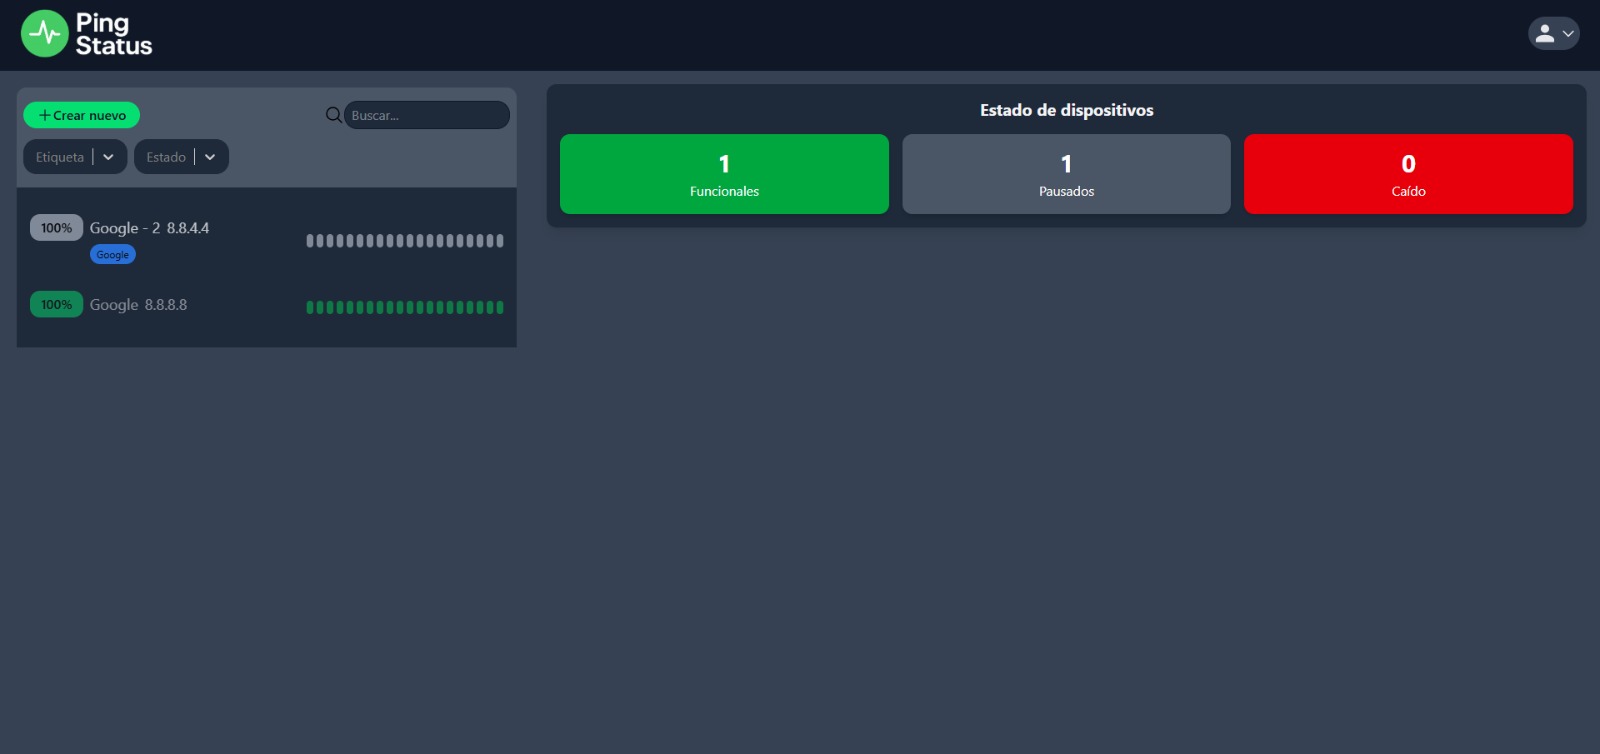 Ping
Status
Crear nuevo
Buscar...
Etiqueta
Estado
100% Google - 2 8.8.4.4
Google
100% Google 8.8.8.8
Estado de dispositivos
1
Funcionales
1
Pausados
0
Caído